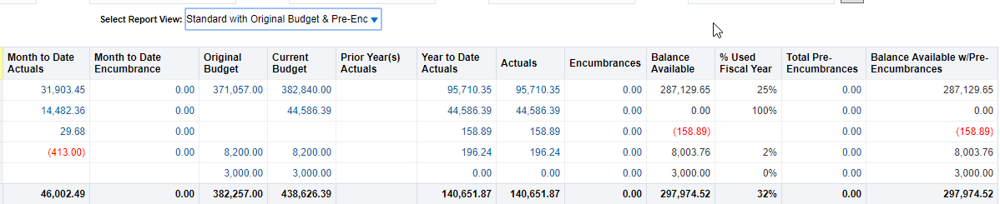 Select Report View: Standard with Original Budget & Pre-Enc
Month to Date Actuals Month to Date Encumbrance Original Budget Current Budget Prior Year(s) Actuals Year to Date Actuals Actuals Encumbrances Balance Available % Used Fiscal Year Total Pre-Encumbrances Balance Available w/Pre-Encumbrances
31,903.45 0.00 371,057.00 382,840.00 95,710.35 95,710.35 0.00 287,129.65 25% 0.00 287,129.65
14,482.36 0.00 44,586.39 44,586.39 44,586.39 0.00 0.00 100% 0.00 0.00
29.68 0.00 158.89 158.89 0.00 (158.89) 0.00 (158.89)
(413.00) 0.00 8,200.00 8,200.00 196.24 196.24 0.00 8,003.76 2% 0.00 8,003.76
3,000.00 3,000.00 0.00 0.00 0.00 3,000.00 0% 0.00 3,000.00
46,002.49 0.00 382,257.00 438,626.39 140,651.87 140,651.87 0.00 297,974.52 32% 0.00 297,974.52